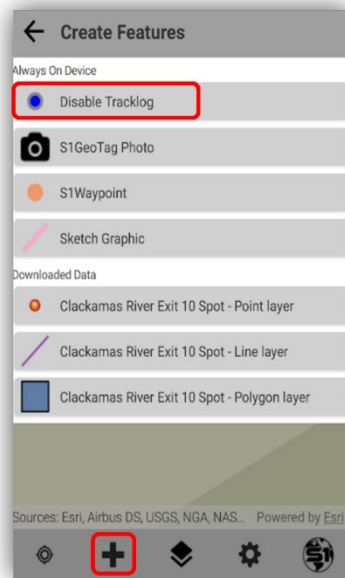 Create Features
Always On Device
Disable Tracklog
S1GeoTag Photo
S1Waypoint
Sketch Graphic
Downloaded Data
Clackamas River Exit 10 Spot - Point layer
Clackamas River Exit 10 Spot - Line layer
Clackamas River Exit 10 Spot - Polygon layer
Sources: Esri, Airbus DS, USGS, NGA, NAS... Powered by Esri
S1